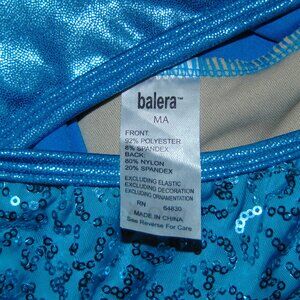 balera™
MA
FRONT:
92% POLYESTER
8% SPANDEX
BACK:
80% NYLON
20% SPANDEX
EXCLUDING ELASTIC
EXCLUDING DECORATION
EXCLUDING ORNAMENTATION
RN 64830
MADE IN CHINA
See Reverse For Care